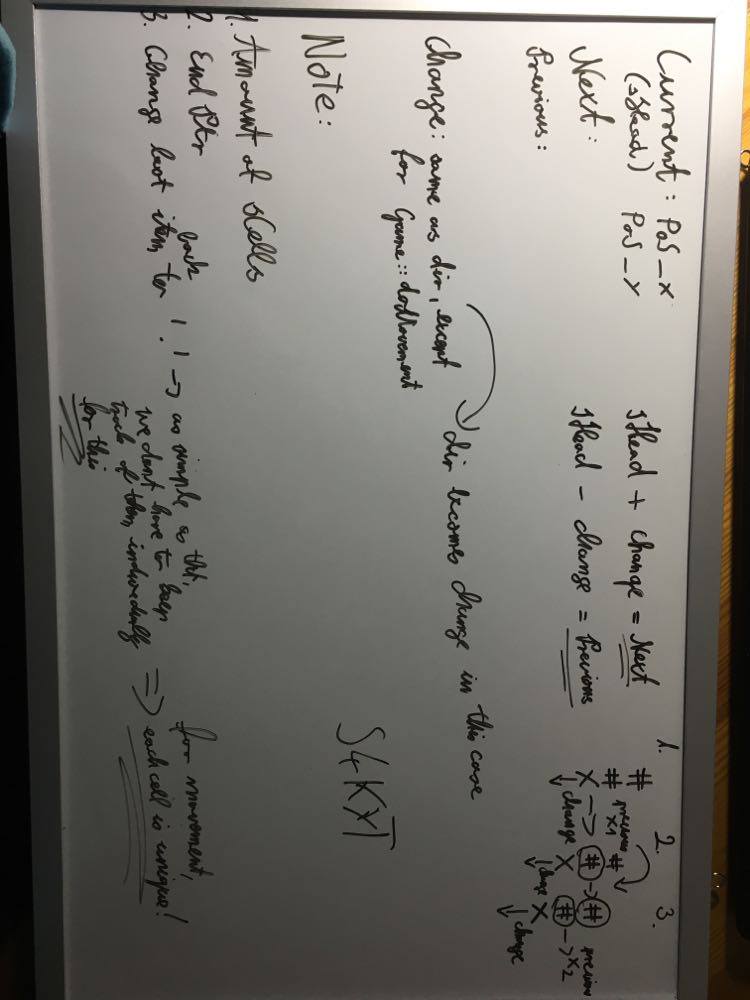 Current: PoS_X
(sHead) PoS_Y
Next:
Previous:
sHead + change = Next
sHead - change = Previous
1. 2. 3.
#
# previous x1 #
X -> # -> # previous
change X # -> x2
change X
change
Change: same as dir, except
for Game::doMovement
dir becomes change in this case
S4KXT
Note:
1. Amount of sCells
2. End Ptr
3. Change last item back to '.' -> as simple as tht,
we dont have to keep
track of them individually
for this
=> for movement,
each cell is unique!